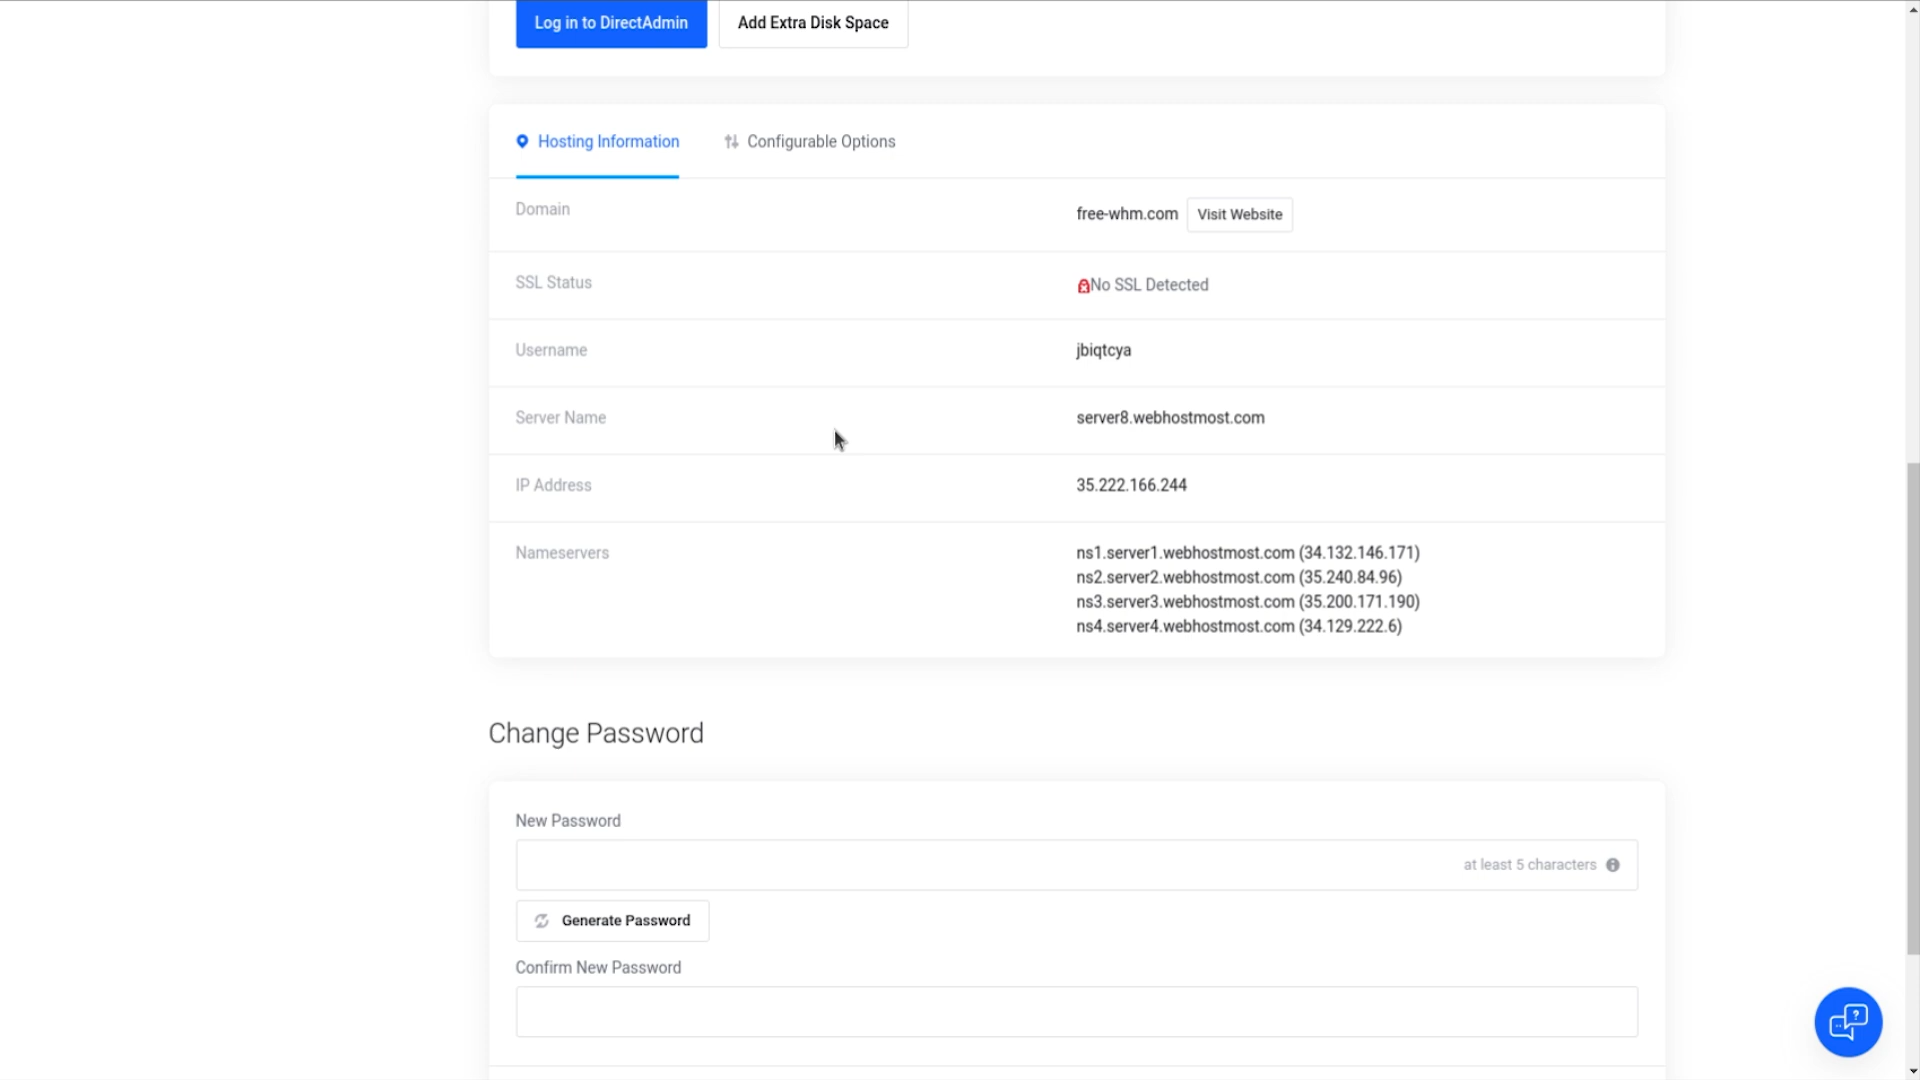 Log in to DirectAdmin
Add Extra Disk Space
Hosting Information
Configurable Options
Domain
free-whm.com
Visit Website
SSL Status
No SSL Detected
Username
jbiqtcya
Server Name
server8.webhostmost.com
IP Address
35.222.166.244
Nameservers
ns1.server1.webhostmost.com (34.132.146.171)
ns2.server2.webhostmost.com (35.240.84.96)
ns3.server3.webhostmost.com (35.200.171.190)
ns4.server4.webhostmost.com (34.129.222.6)
Change Password
New Password
at least 5 characters
Generate Password
Confirm New Password